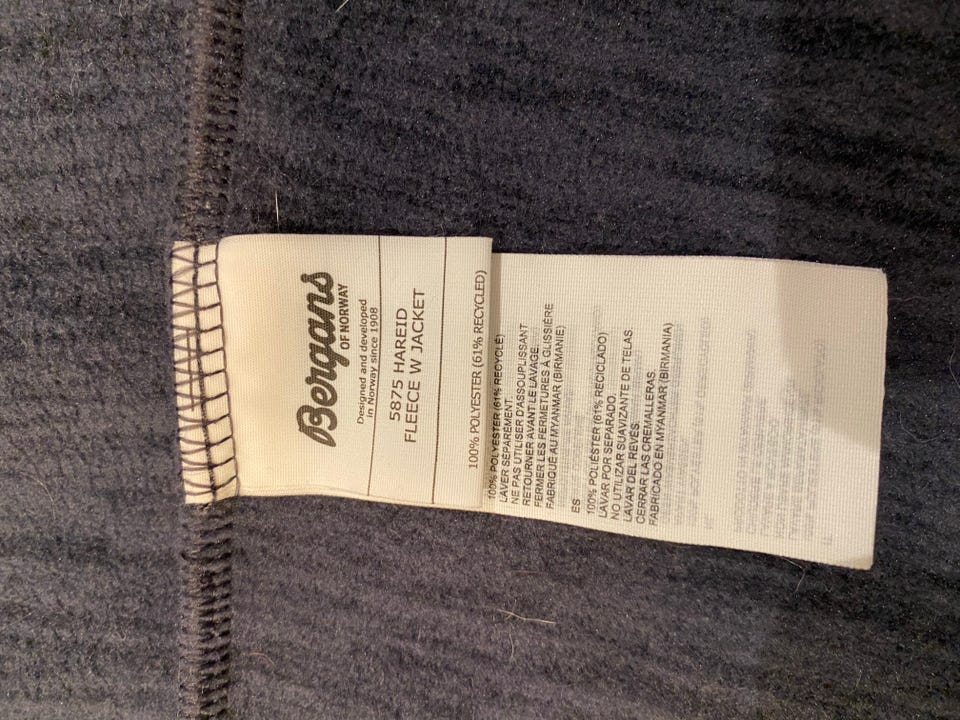 Bergans
OF NORWAY
Designed and developed
in Norway since 1908
5875 HAREID
FLEECE W JACKET
100% POLYESTER (61% RECYCLED)
100% POLYESTER (61% RECYCLÉ)
LAVER SÉPARÉMENT.
NE PAS UTILISER D'ASSOUPLISSANT
RETOURNER AVANT LE LAVAGE.
FERMER LES FERMETURES À GLISSIÈRE
FABRIQUÉ AU MYANMAR (BIRMANIE)
ES
100% POLIÉSTER (61% RECICLADO)
LAVAR POR SEPARADO.
NO UTILIZAR SUAVIZANTE DE TELAS
LAVAR DEL REVÉS.
CERRAR LAS CREMALLERAS.
FABRICADO EN MYANMAR (BIRMANIA)